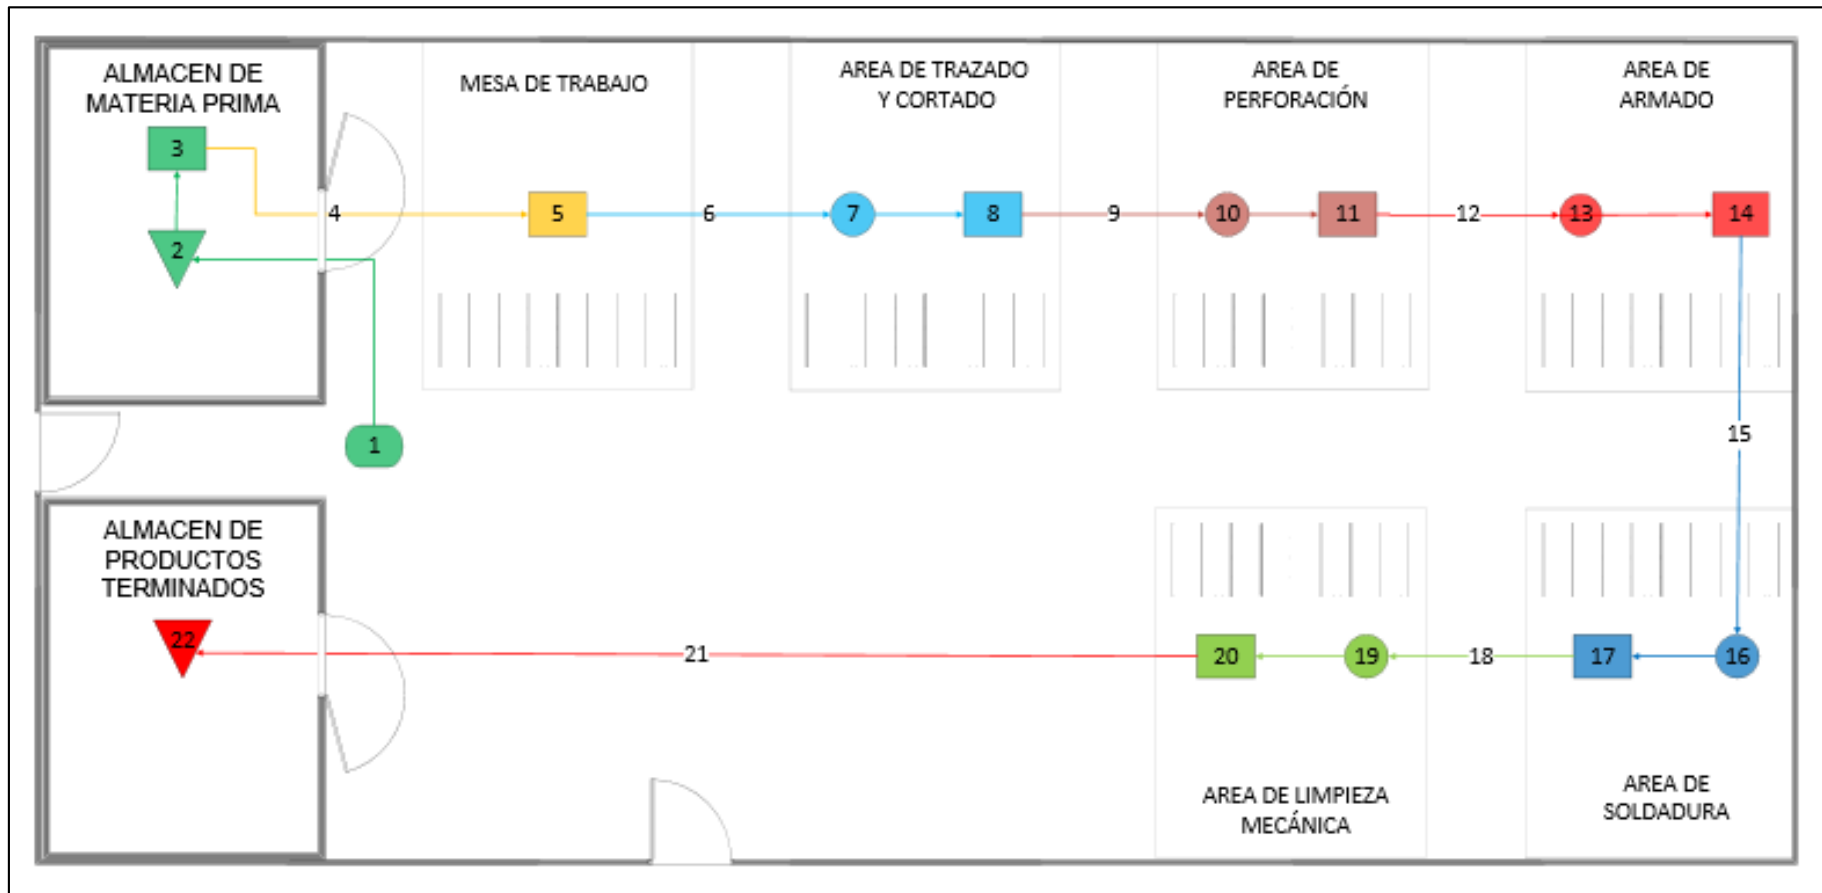 ALMACEN DE
MATERIA PRIMA
MESA DE TRABAJO
AREA DE TRAZADO
Y CORTADO
AREA DE
PERFORACIÓN
AREA DE
ARMADO
3
2
4
5
6
7
8
9
10
11
12
13
14
1
15
ALMACEN DE
PRODUCTOS
TERMINADOS
22
21
20
19
18
17
16
AREA DE LIMPIEZA
MECÁNICA
AREA DE
SOLDADURA